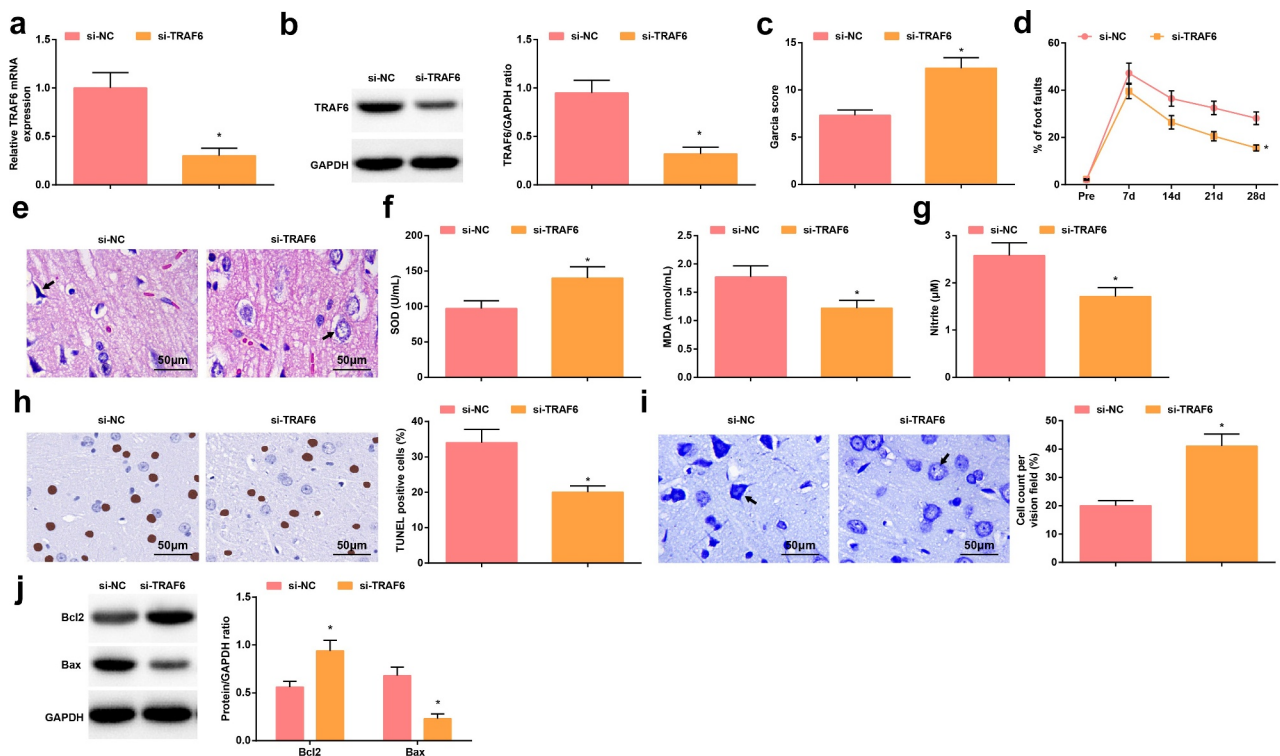 a
si-NC si-TRAF6
Relative TRAF6 mRNA
expression
1.5
1.0
0.5
0.0
*
b
si-NC si-TRAF6
TRAF6
GAPDH
si-NC si-TRAF6
TRAF6/GAPDH ratio
1.5
1.0
0.5
0.0
*
c
si-NC si-TRAF6
Garcia score
15
10
5
0
*
d
si-NC si-TRAF6
% of foot faults
60
40
20
0
*
Pre 7d 14d 21d 28d
e
si-NC si-TRAF6
50μm 50μm
f
si-NC si-TRAF6
SOD (U/mL)
200
150
100
50
0
*
si-NC si-TRAF6
MDA (mmol/mL)
2.5
2.0
1.5
1.0
0.5
0.0
*
g
si-NC si-TRAF6
Nitrite (μM)
3
2
1
0
*
h
si-NC si-TRAF6
50μm 50μm
si-NC si-TRAF6
TUNEL positive cells (%)
50
40
30
20
10
0
*
i
si-NC si-TRAF6
50μm 50μm
si-NC si-TRAF6
Cell count per
vision field (%)
50
40
30
20
10
0
*
j
si-NC si-TRAF6
Bcl2
Bax
GAPDH
si-NC si-TRAF6
Protein/GAPDH ratio
1.5
1.0
0.5
0.0
*
*
Bcl2 Bax